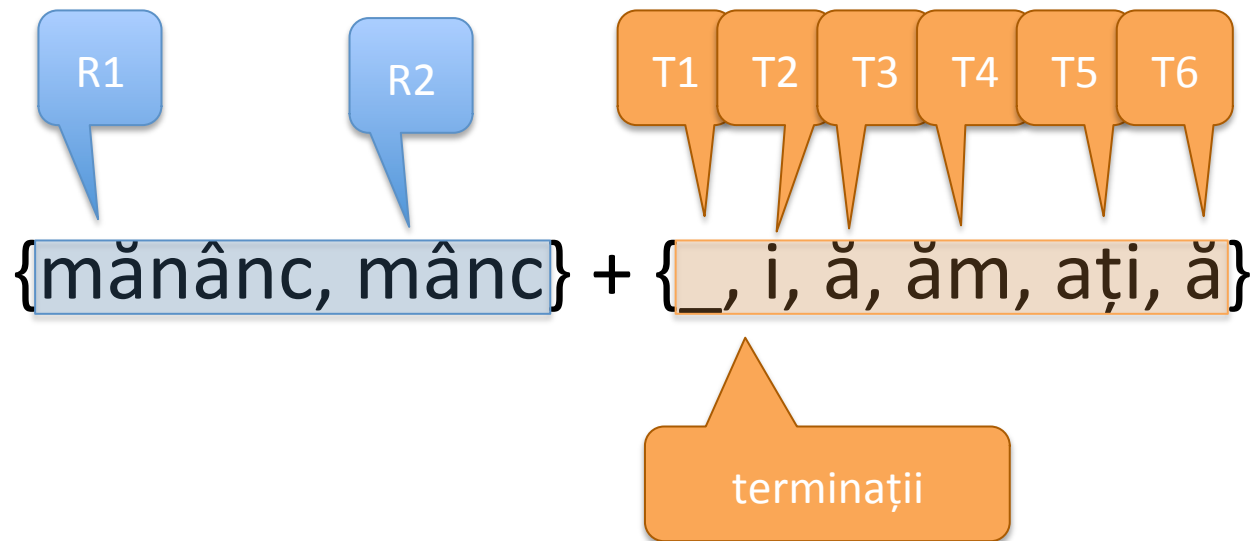 R1 R2 T1 T2 T3 T4 T5 T6
{mănânc, mânc} + {_, i, ă, ăm, ați, ă}
terminații